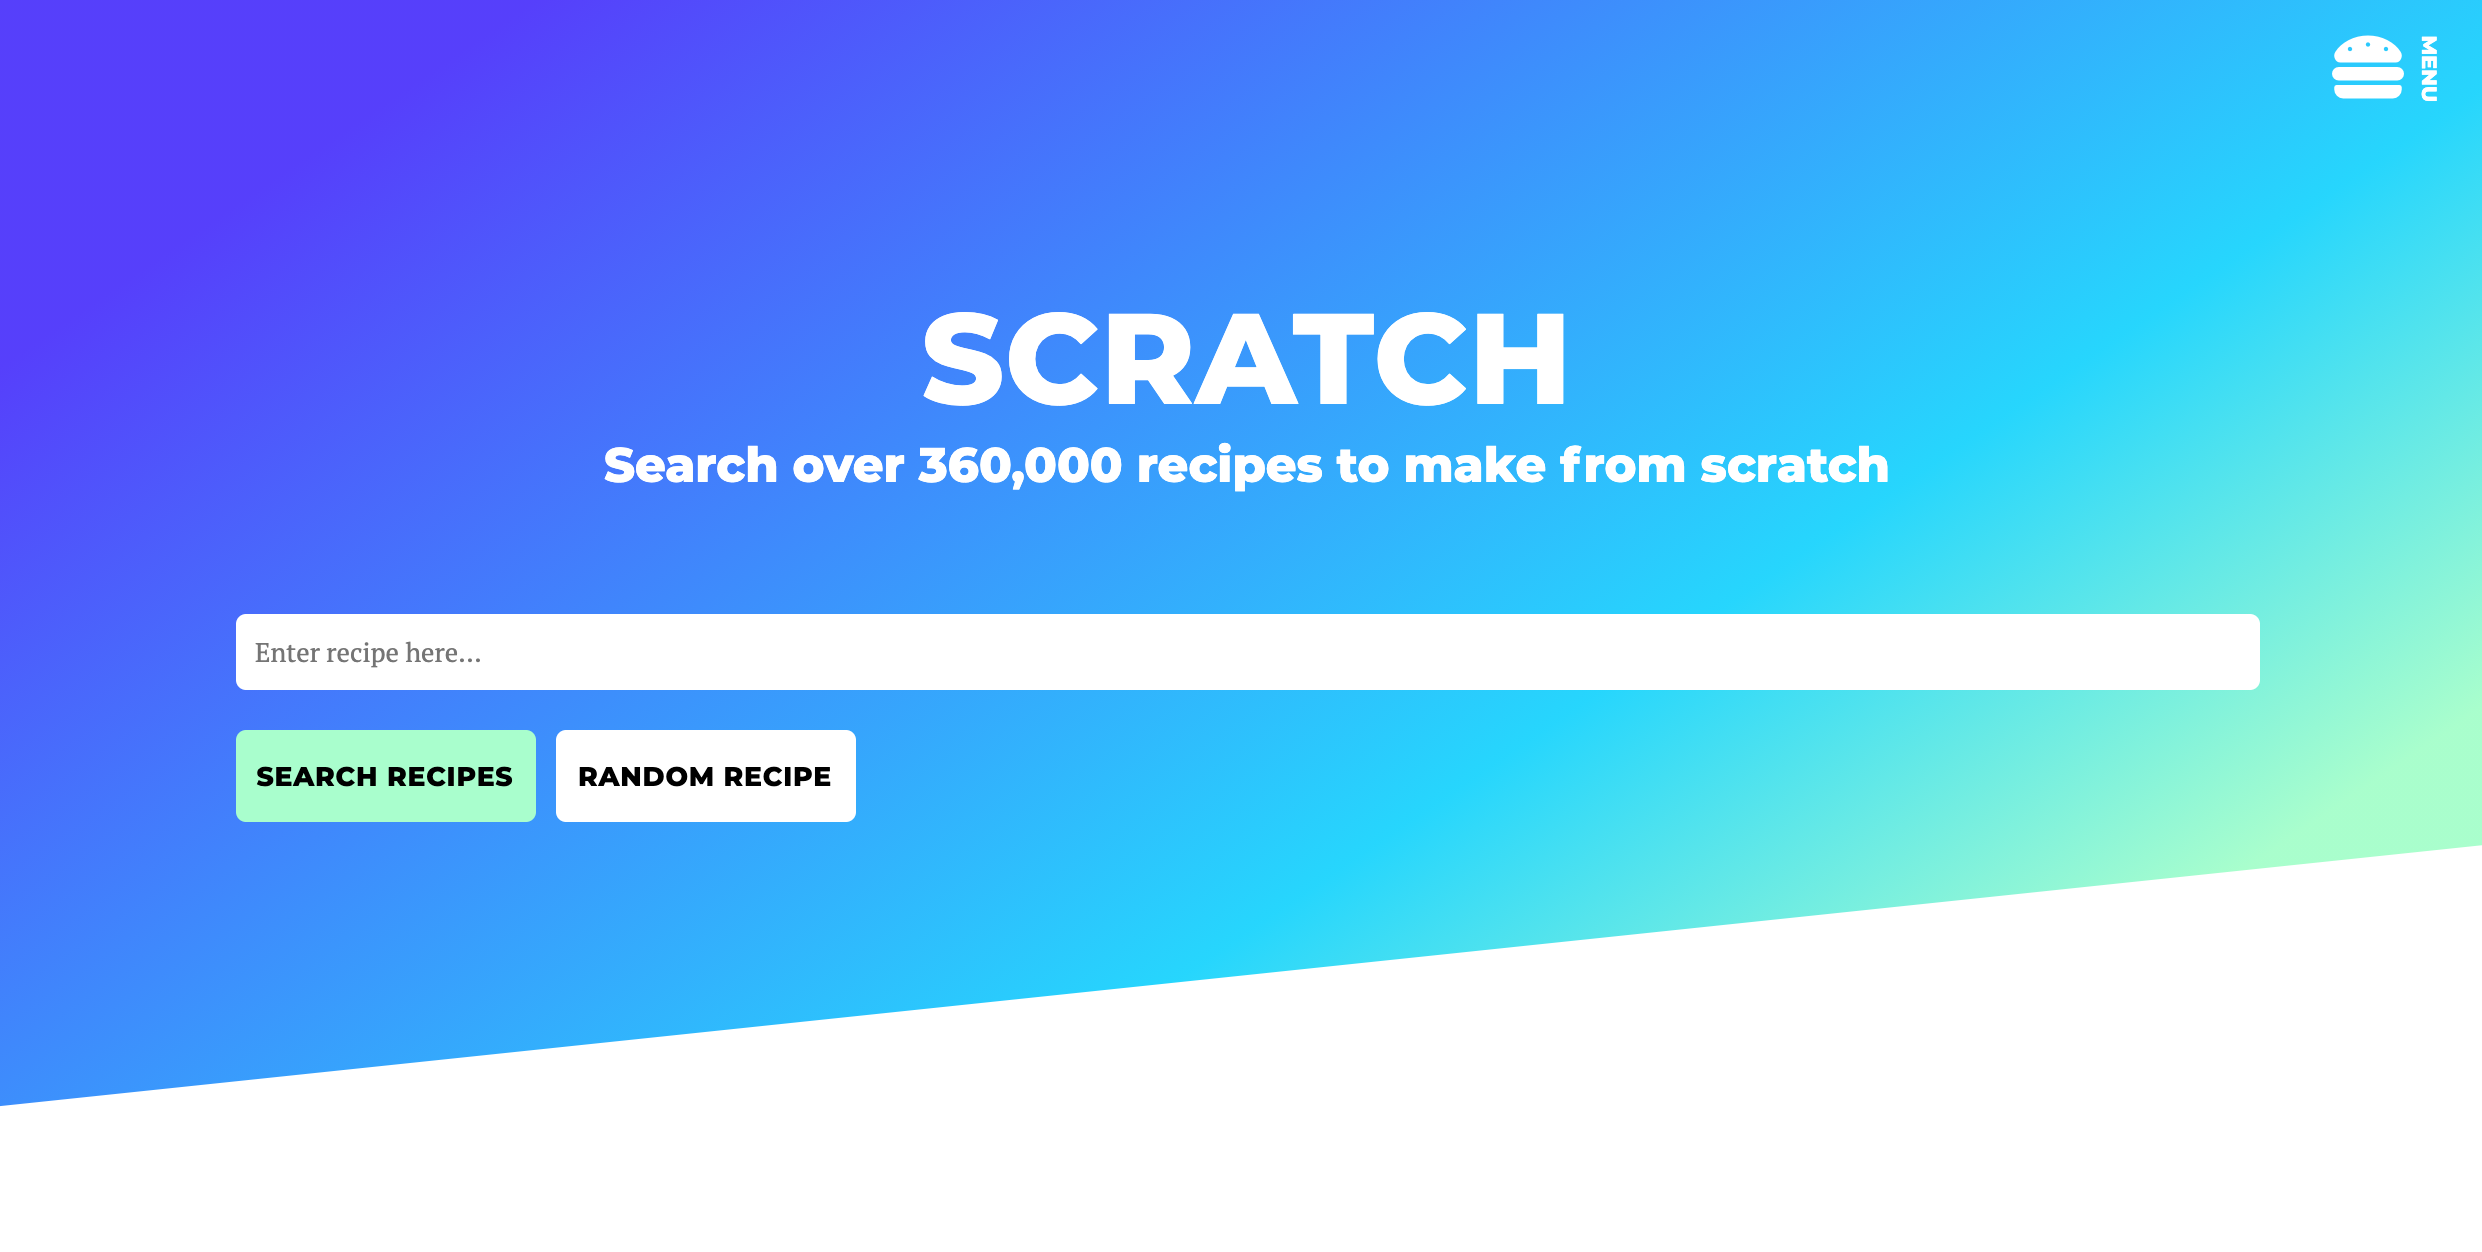 MENU
SCRATCH
Search over 360,000 recipes to make from scratch
Enter recipe here...
SEARCH RECIPES
RANDOM RECIPE